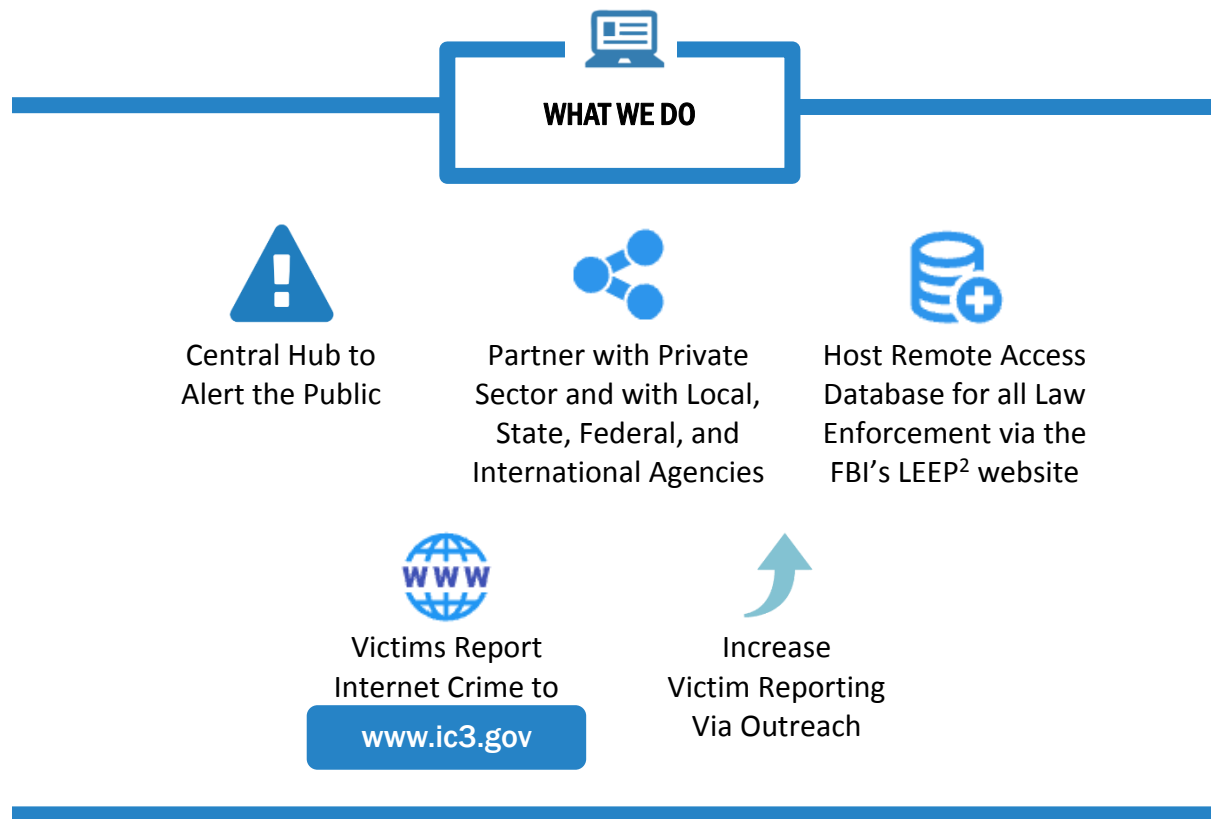 WHAT WE DO
Central Hub to
Alert the Public
Partner with Private
Sector and with Local,
State, Federal, and
International Agencies
Host Remote Access
Database for all Law
Enforcement via the
FBI’s LEEP² website
WWW
Victims Report
Internet Crime to
www.ic3.gov
Increase
Victim Reporting
Via Outreach